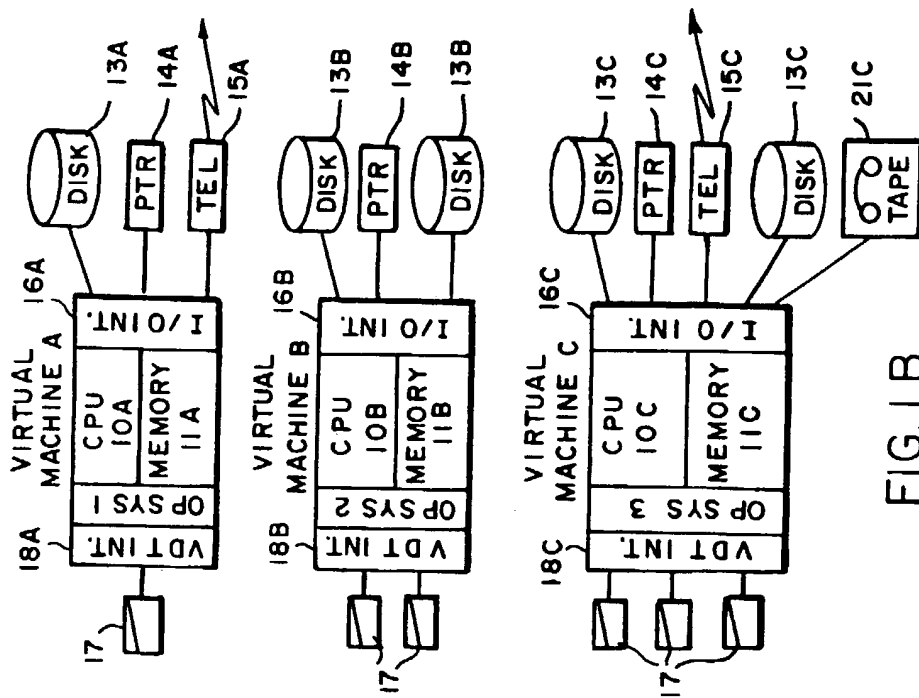 VIRTUAL
MACHINE A
18A
16A
VDT INT.
OP SYS 1
CPU
10A
MEMORY
11A
I/O INT.
17
DISK
13A
PTR
14A
TEL
15A
VIRTUAL
MACHINE B
18B
16B
VDT INT.
OP SYS 2
CPU
10B
MEMORY
11B
I/O INT.
17
DISK
13B
PTR
14B
DISK
13B
VIRTUAL
MACHINE C
18C
16C
VDT INT.
OP SYS 3
CPU
10C
MEMORY
11C
I/O INT.
17
DISK
13C
PTR
14C
TEL
15C
DISK
13C
TAPE
21C
FIG. 1B